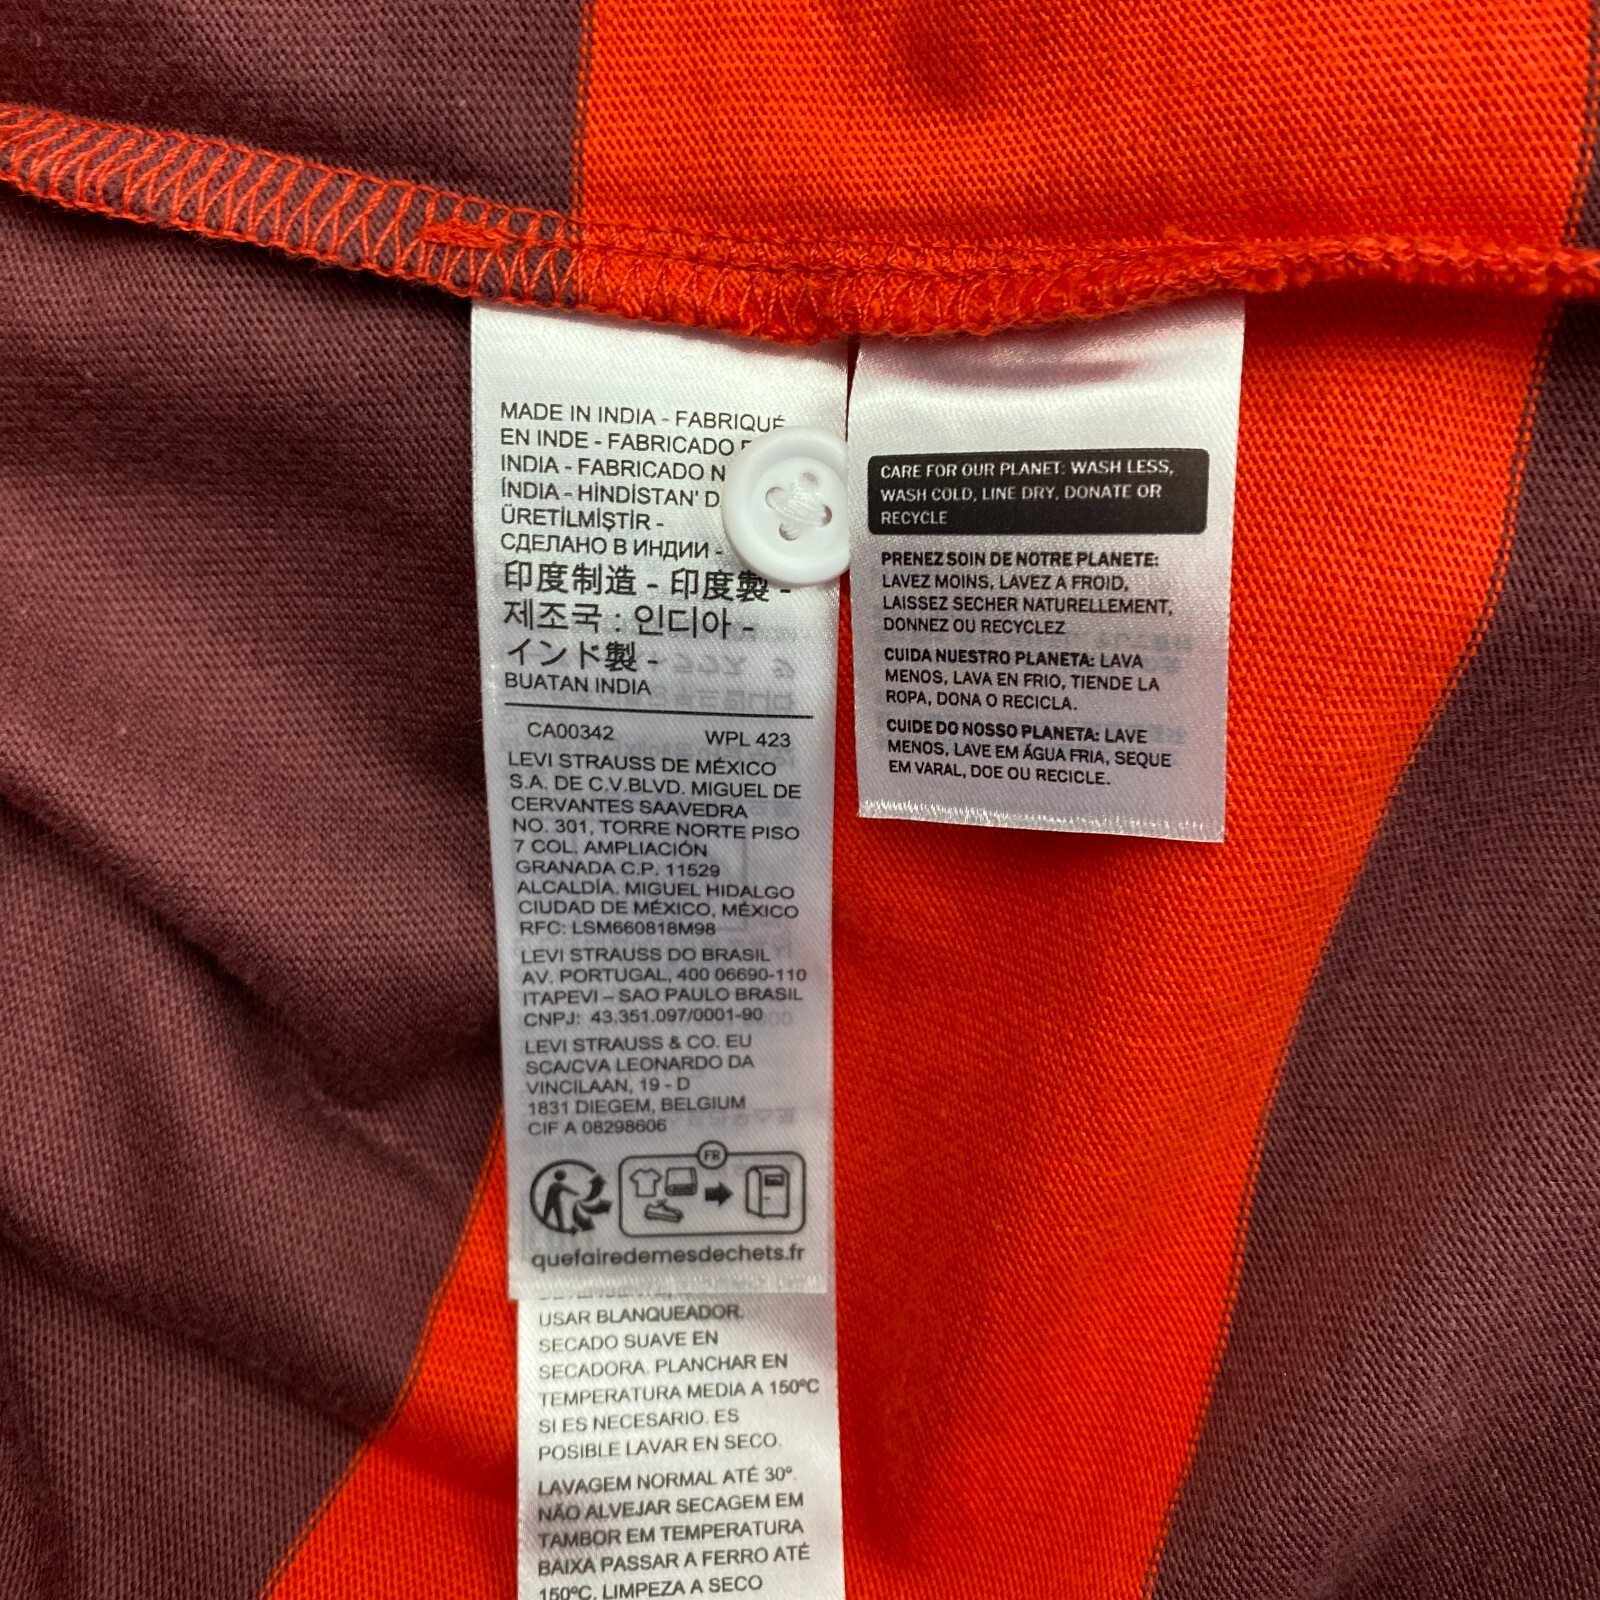 MADE IN INDIA - FABRIQUÉ
EN INDE - FABRICADO
INDIA - FABRICADO
İNDIA - HİNDİSTAN'
ÜRETİLMİŞTİR -
СДЕЛАНО В ИНДИИ -
印度制造 - 印度製 -
제조국 : 인디아 -
インド製 -
BUATAN INDIA
CA00342 WPL 423
LEVI STRAUSS DE MÉXICO
S.A. DE C.V.BLVD. MIGUEL DE
CERVANTES SAAVEDRA
NO. 301, TORRE NORTE PISO
7 COL. AMPLIACIÓN
GRANADA C.P. 11529
ALCALDÍA. MIGUEL HIDALGO
CIUDAD DE MÉXICO, MÉXICO
RFC: LSM660818M98
LEVI STRAUSS DO BRASIL
AV. PORTUGAL, 400 06690-110
ITAPEVI – SAO PAULO BRASIL
CNPJ: 43.351.097/0001-90
LEVI STRAUSS & CO. EU
SCA/CVA LEONARDO DA
VINCILAAN, 19 - D
1831 DIEGEM, BELGIUM
CIF A 08298606
FR
quefairedemesdechets.fr
USAR BLANQUEADOR.
SECADO SUAVE EN
SECADORA. PLANCHAR EN
TEMPERATURA MEDIA A 150ºC
SI ES NECESARIO. ES
POSIBLE LAVAR EN SECO.
LAVAGEM NORMAL ATÉ 30º.
NÃO ALVEJAR SECAGEM EM
TAMBOR EM TEMPERATURA
BAIXA PASSAR A FERRO ATÉ
150ºC, LIMPEZA A SECO
CARE FOR OUR PLANET: WASH LESS,
WASH COLD, LINE DRY, DONATE OR
RECYCLE
PRENEZ SOIN DE NOTRE PLANETE:
LAVEZ MOINS, LAVEZ A FROID,
LAISSEZ SECHER NATURELLEMENT,
DONNEZ OU RECYCLEZ
CUIDA NUESTRO PLANETA: LAVA
MENOS, LAVA EN FRIO, TIENDE LA
ROPA, DONA O RECICLA.
CUIDE DO NOSSO PLANETA: LAVE
MENOS, LAVE EM ÁGUA FRIA, SEQUE
EM VARAL, DOE OU RECICLE.